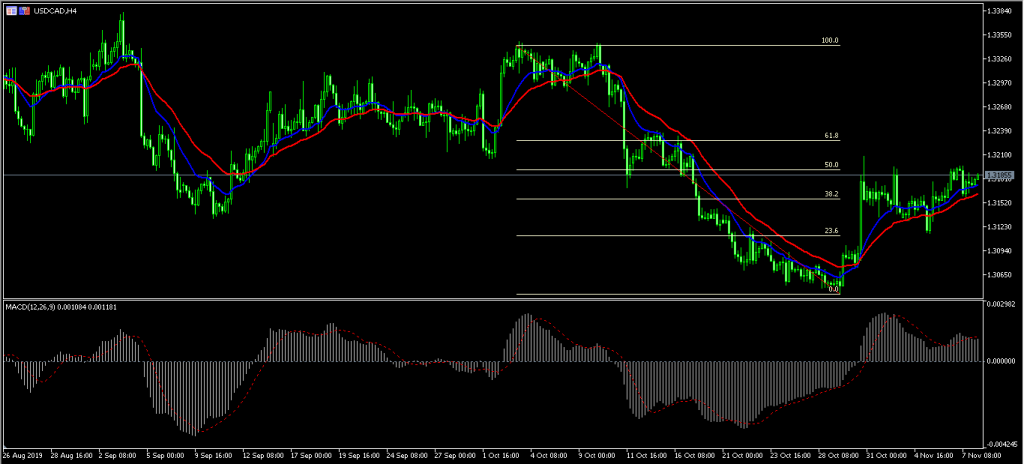 USDCAD,H4
1.33840
1.33550
1.33260
1.32970
1.32680
1.32390
1.32100
1.31520
1.31230
1.30940
1.30650
100.0
61.8
50.0
38.2
23.6
0.0
MACD(12,26,9) 0.001084 0.001181
0.002982
0.000000
-0.004245
26 Aug 2019
28 Aug 16:00
2 Sep 08:00
5 Sep 00:00
9 Sep 16:00
12 Sep 08:00
17 Sep 00:00
19 Sep 16:00
24 Sep 08:00
27 Sep 00:00
1 Oct 16:00
4 Oct 08:00
9 Oct 00:00
11 Oct 16:00
16 Oct 08:00
21 Oct 00:00
23 Oct 16:00
28 Oct 08:00
31 Oct 00:00
4 Nov 16:00
7 Nov 08:00